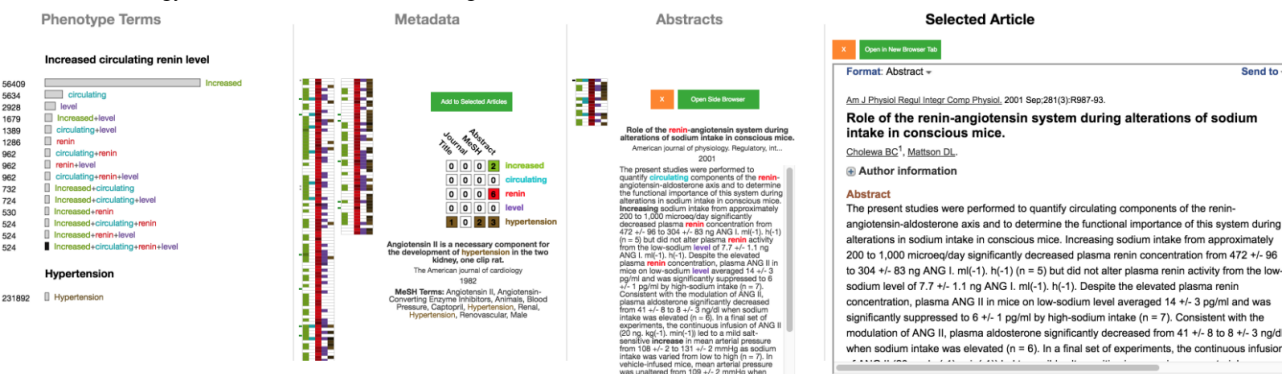 Phenotype Terms
Increased circulating renin level
56409 Increased
5634 circulating
2928 level
1679 Increased+level
1389 circulating+level
1286 renin
962 circulating+renin
962 renin+level
962 circulating+renin+level
732 Increased+circulating
724 Increased+circulating+level
530 Increased+renin
524 Increased+circulating+renin
524 Increased+renin+level
524 Increased+circulating+renin+level
Hypertension
231892 Hypertension
Metadata
Add to Selected Articles
Title Journal MeSH Abstract
0 0 0 2 increased
0 0 0 0 circulating
0 0 0 6 renin
0 0 0 0 level
1 0 2 3 hypertension
Angiotensin II is a necessary component for
the development of hypertension in the two
kidney, one clip rat.
The American journal of cardiology
1982
MeSH Terms: Angiotensin II, Angiotensin-
Converting Enzyme Inhibitors, Animals, Blood
Pressure, Captopril, Hypertension, Renal,
Hypertension, Renovascular, Male
Abstracts
X Open Side Browser
Role of the renin-angiotensin system during
alterations of sodium intake in conscious mice.
American journal of physiology. Regulatory, int...
2001
The present studies were performed to
quantify circulating components of the renin-
angiotensin-aldosterone axis and to determine
the functional importance of this system during
alterations in sodium intake in conscious mice.
Increasing sodium intake from approximately
200 to 1,000 microeq/day significantly
decreased plasma renin concentration from
472 +/- 96 to 304 +/- 83 ng ANG I. ml(-1). h(-1)
(n = 5) but did not alter plasma renin activity
from the low-sodium level of 7.7 +/- 1.1 ng
ANG I. ml(-1). h(-1). Despite the elevated
plasma renin concentration, plasma ANG II in
mice on low-sodium level averaged 14 +/- 3
pg/ml and was significantly suppressed to 6
+/- 1 pg/ml by high-sodium intake (n = 7).
Consistent with the modulation of ANG II,
plasma aldosterone significantly decreased
from 41 +/- 8 to 8 +/- 3 ng/dl when sodium
intake was elevated (n = 6). In a final set of
experiments, the continuous infusion of ANG II
(20 ng. kg(-1). min(-1)) led to a mild salt-
sensitive increase in mean arterial pressure
from 108 +/- 2 to 131 +/- 2 mmHg as sodium
intake was varied from low to high (n = 7). In
vehicle-infused mice, mean arterial pressure
was unaltered from 109 +/- 2 mmHg when
Selected Article
X Open in New Browser Tab
Format: Abstract Send to
Am J Physiol Regul Integr Comp Physiol. 2001 Sep;281(3):R987-93.
Role of the renin-angiotensin system during alterations of sodium
intake in conscious mice.
Cholewa BC1, Mattson DL.
Author information
Abstract
The present studies were performed to quantify circulating components of the renin-
angiotensin-aldosterone axis and to determine the functional importance of this system during
alterations in sodium intake in conscious mice. Increasing sodium intake from approximately
200 to 1,000 microeq/day significantly decreased plasma renin concentration from 472 +/- 96
to 304 +/- 83 ng ANG I. ml(-1). h(-1) (n = 5) but did not alter plasma renin activity from the low-
sodium level of 7.7 +/- 1.1 ng ANG I. ml(-1). h(-1). Despite the elevated plasma renin
concentration, plasma ANG II in mice on low-sodium level averaged 14 +/- 3 pg/ml and was
significantly suppressed to 6 +/- 1 pg/ml by high-sodium intake (n = 7). Consistent with the
modulation of ANG II, plasma aldosterone significantly decreased from 41 +/- 8 to 8 +/- 3 ng/dl
when sodium intake was elevated (n = 6). In a final set of experiments, the continuous infusion